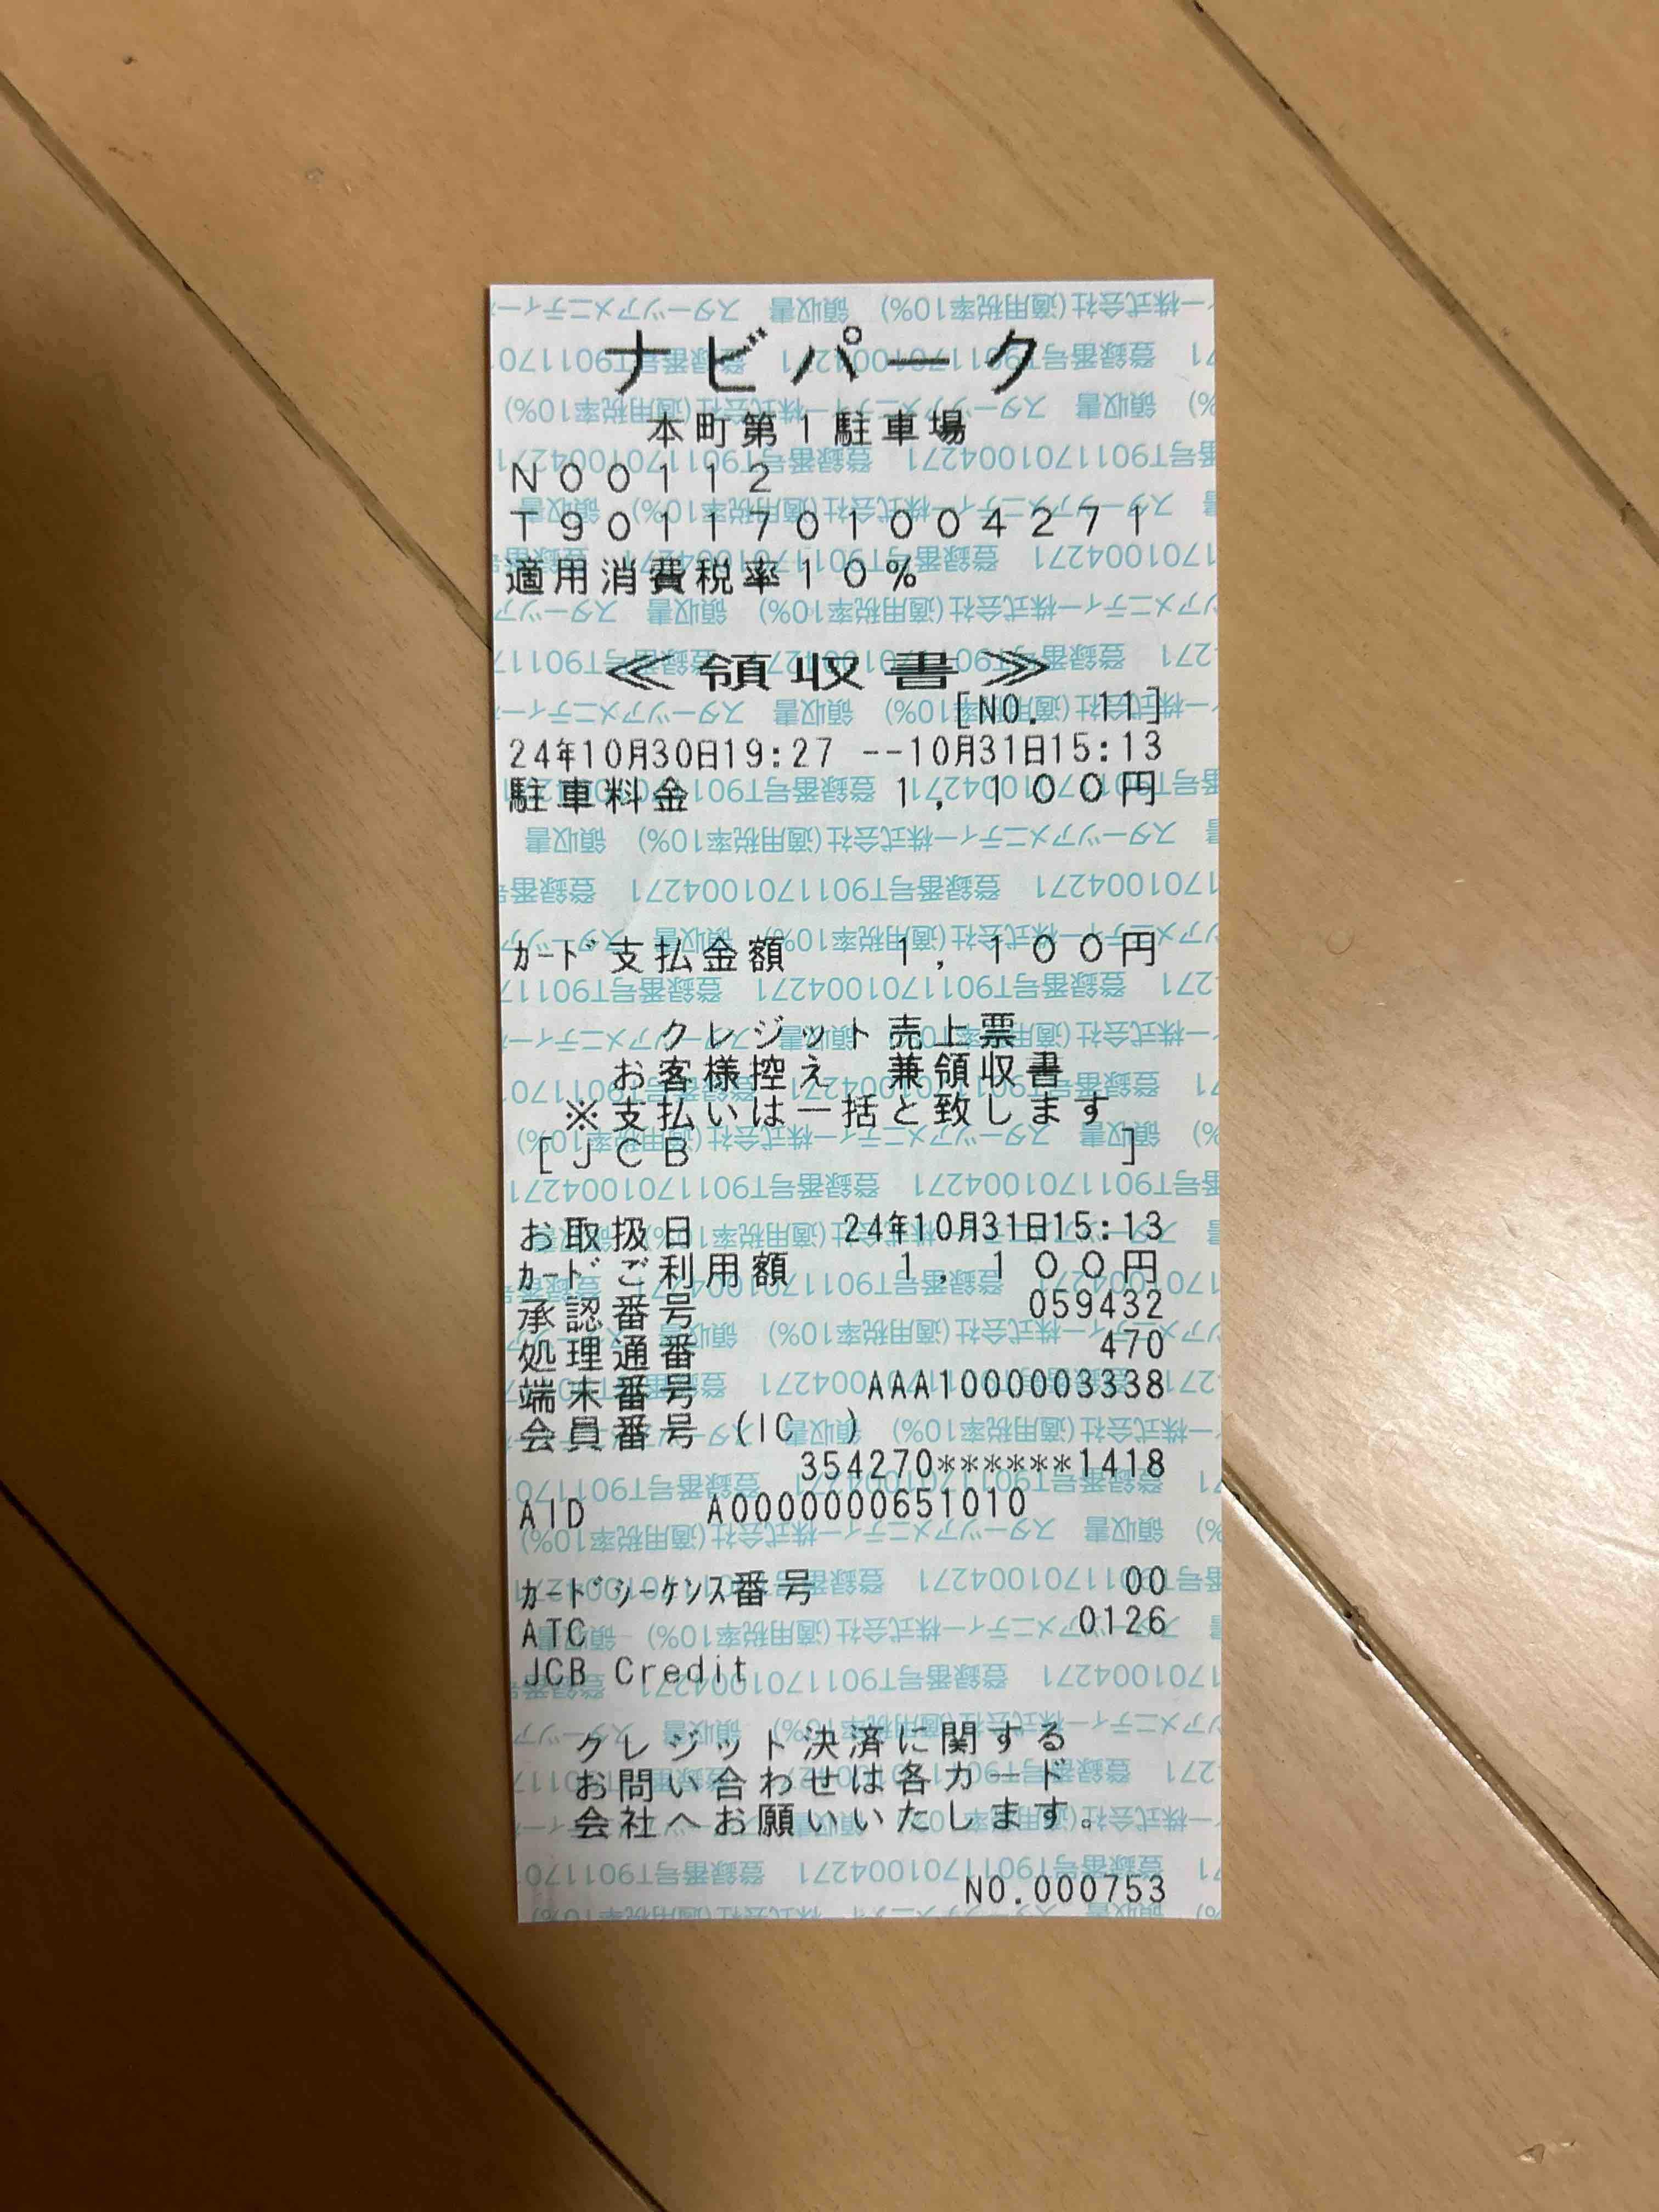 ナビパーク
本町第1駐車場
N00112
T9011701004271
適用消費税率10%
≪領収書≫
[NO.   11]
24年10月30日19:27 --10月31日15:13
駐車料金 1,100円
ｶｰﾄﾞ支払金額 1,100円
クレジット売上票
お客様控え 兼領収書
※支払いは一括と致します
[JCB ]
お取扱日 24年10月31日15:13
ｶｰﾄﾞご利用額 1,100円
承認番号 059432
処理通番 470
端末番号 AAA1000003338
会員番号 (IC )
354270******1418
AID A0000000651010
ｶｰﾄﾞｼｰｹﾝｽ番号 00
ATC 0126
JCB Credit
クレジット決済に関する
お問い合わせは各カード
会社へお願いいたします。
NO.000753
スターツアメニティー株式会社(適用税率10%) 領収書
登録番号T9011701004271